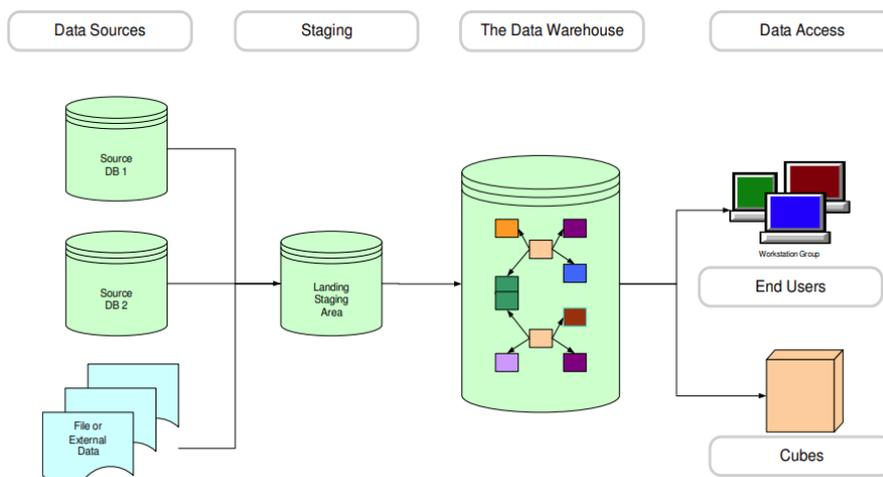 Data Sources
Staging
The Data Warehouse
Data Access
Source
DB 1
Source
DB 2
Landing
Staging
Area
File or
External
Data
Workstation Group
End Users
Cubes